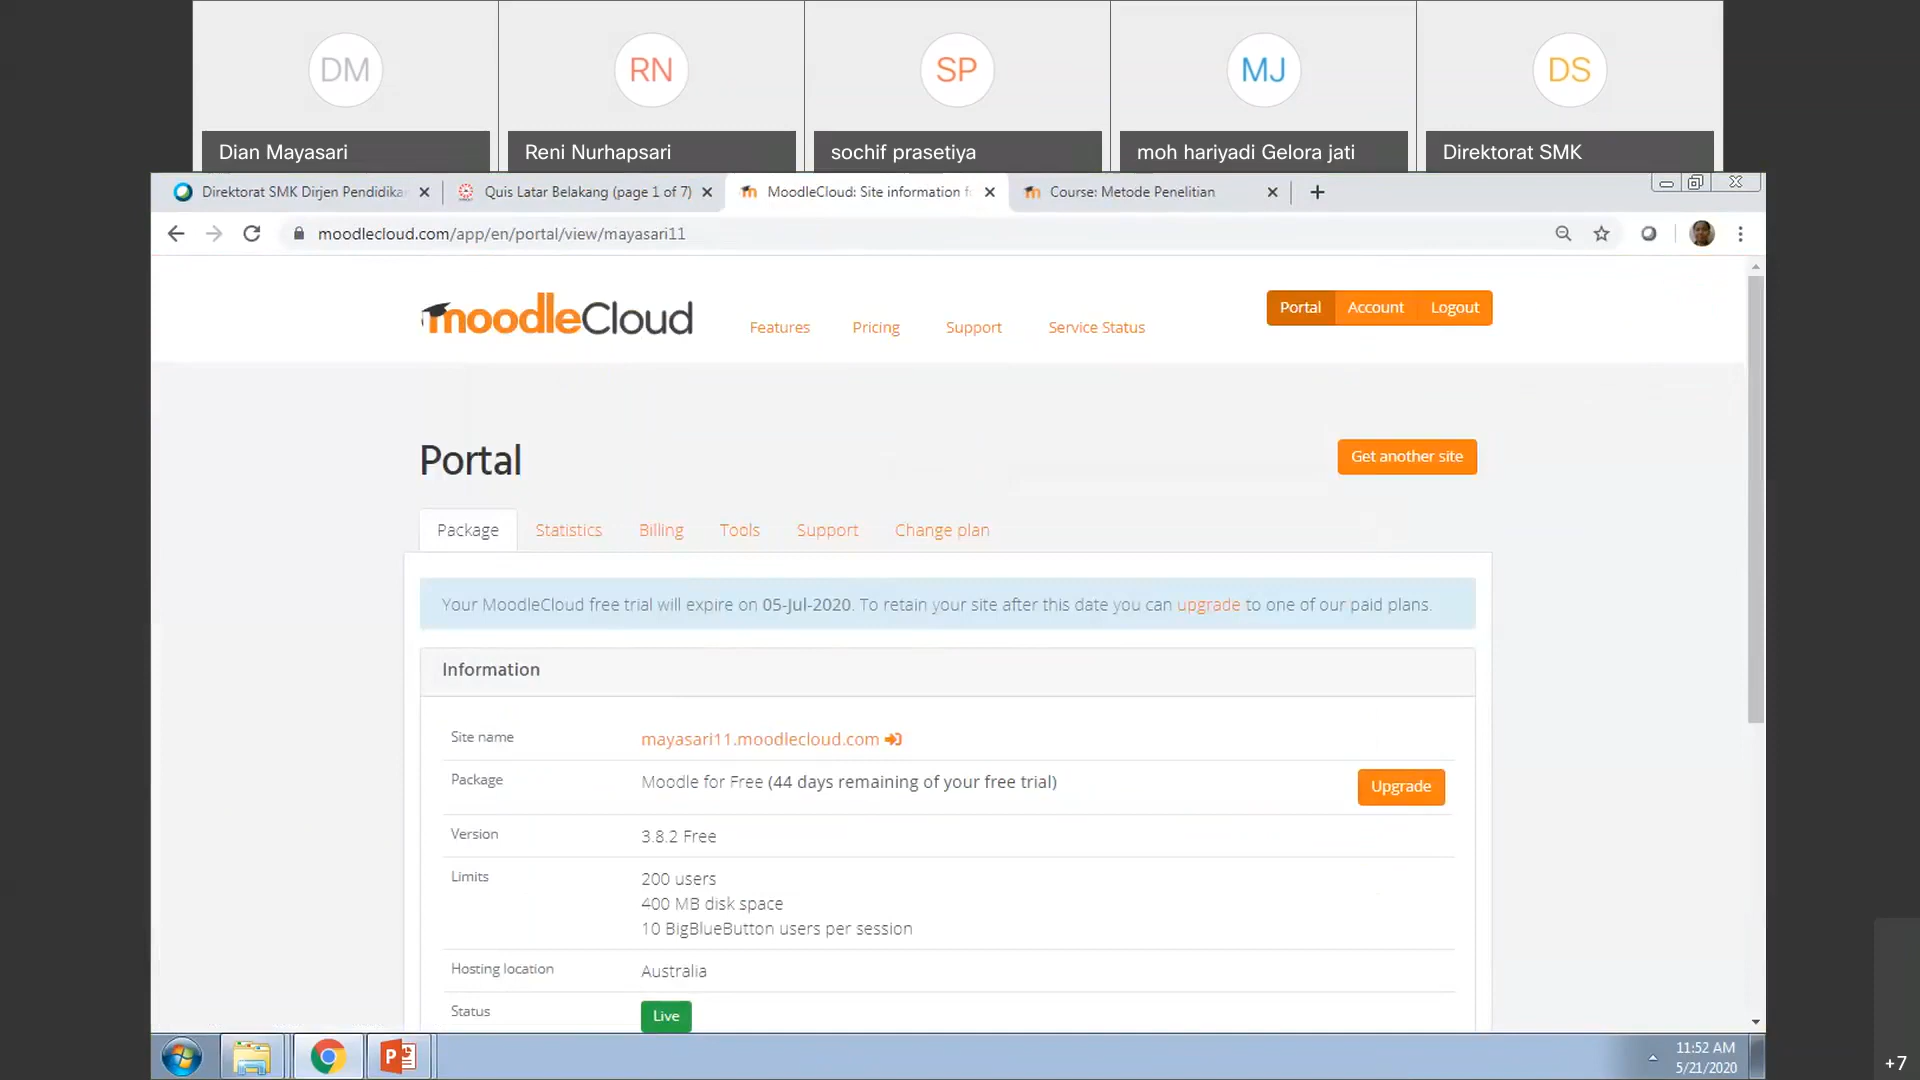 DM
RN
SP
MJ
DS
Dian Mayasari
Reni Nurhapsari
sochif prasetiya
moh hariyadi Gelora jati
Direktorat SMK
Direktorat SMK Dirjen Pendidika
Quis Latar Belakang (page 1 of 7)
MoodleCloud: Site information f
Course: Metode Penelitian
moodlecloud.com/app/en/portal/view/mayasari11
moodleCloud
Features
Pricing
Support
Service Status
Portal
Account
Logout
Portal
Get another site
Package
Statistics
Billing
Tools
Support
Change plan
Your MoodleCloud free trial will expire on 05-Jul-2020. To retain your site after this date you can upgrade to one of our paid plans.
Information
Site name
mayasari11.moodlecloud.com
Package
Moodle for Free (44 days remaining of your free trial)
Upgrade
Version
3.8.2 Free
Limits
200 users
400 MB disk space
10 BigBlueButton users per session
Hosting location
Australia
Status
Live
11:52 AM
5/21/2020
+7